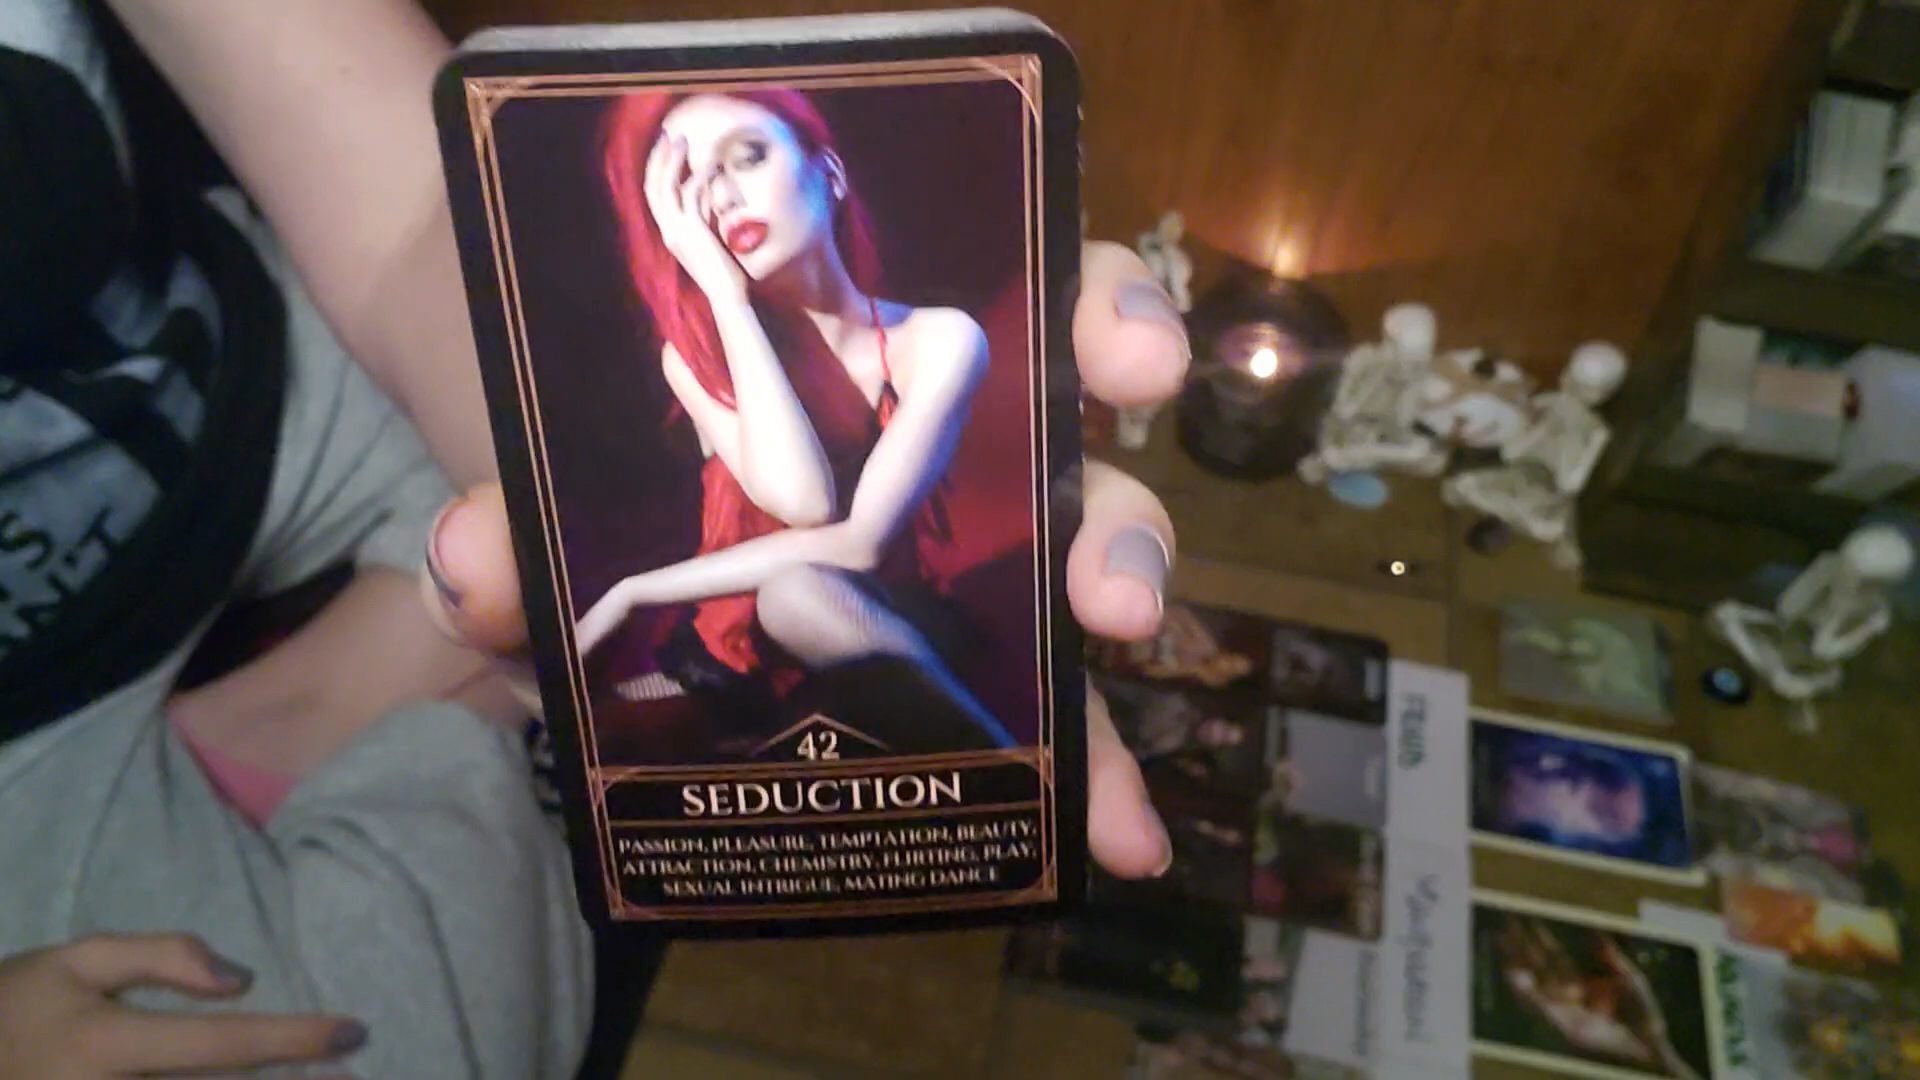 42
SEDUCTION
PASSION, PLEASURE, TEMPTATION, BEAUTY,
ATTRACTION, CHEMISTRY, FLIRTING, PLAY,
SEXUAL INTRIGUE, MATING DANCE